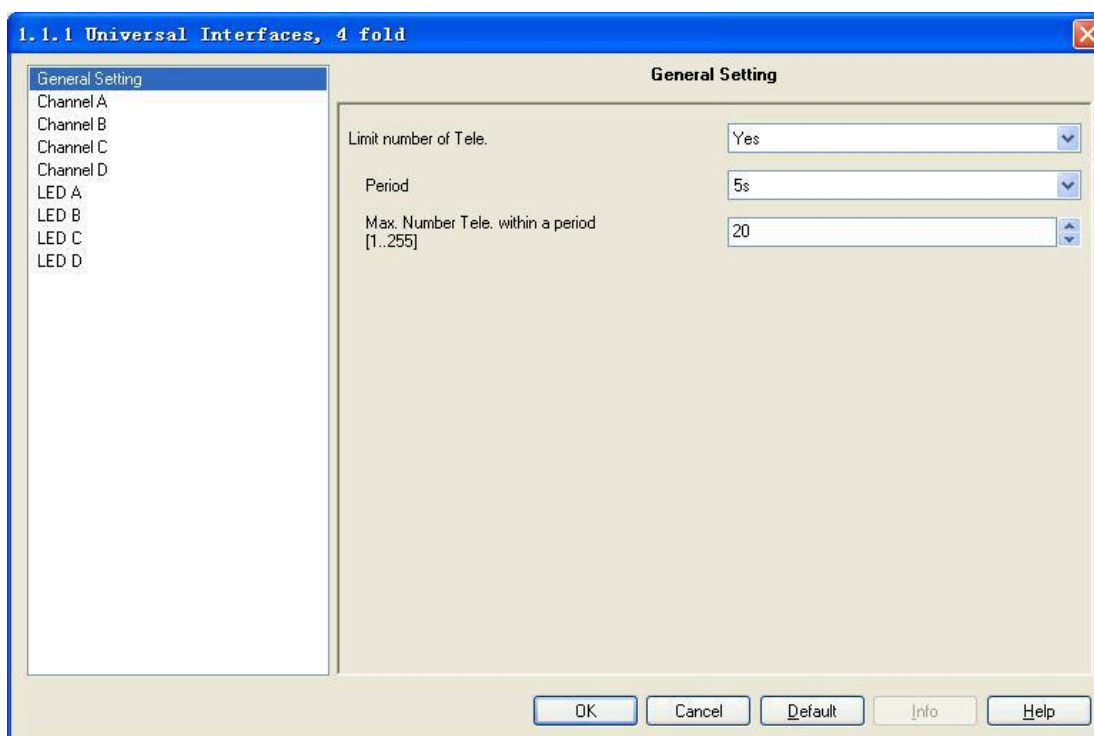 1.1.1 Universal Interfaces, 4 fold
General Setting
Channel A
Channel B
Channel C
Channel D
LED A
LED B
LED C
LED D
General Setting
Limit number of Tele.
Yes
Period
5s
Max. Number Tele. within a period
[1..255]
20
OK
Cancel
Default
Info
Help